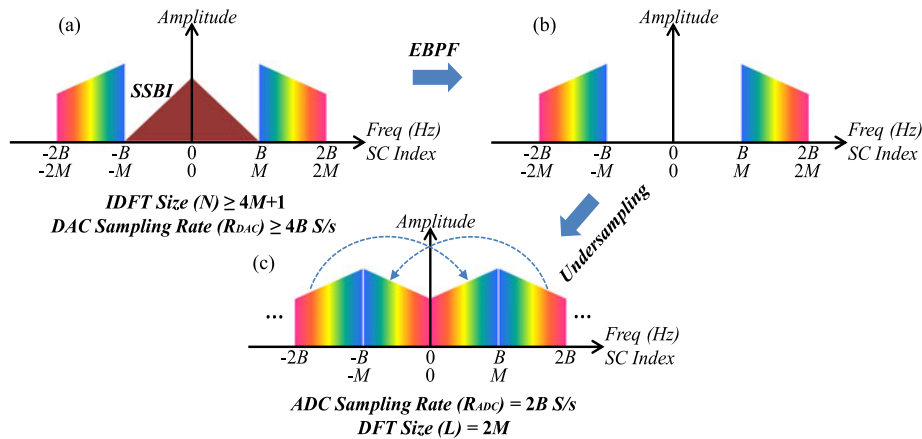 (a)
Amplitude
SSBI
Freq (Hz)
-2B -B 0 B 2B
SC Index
-2M -M 0 M 2M
IDFT Size (N) ≥ 4M+1
DAC Sampling Rate (RDAC) ≥ 4B S/s
EBPF
(b)
Amplitude
Freq (Hz)
-2B -B 0 B 2B
SC Index
-2M -M 0 M 2M
Undersampling
(c)
Amplitude
... ...
Freq (Hz)
-2B -B 0 B 2B
SC Index
-M 0 M
ADC Sampling Rate (RADC) = 2B S/s
DFT Size (L) = 2M